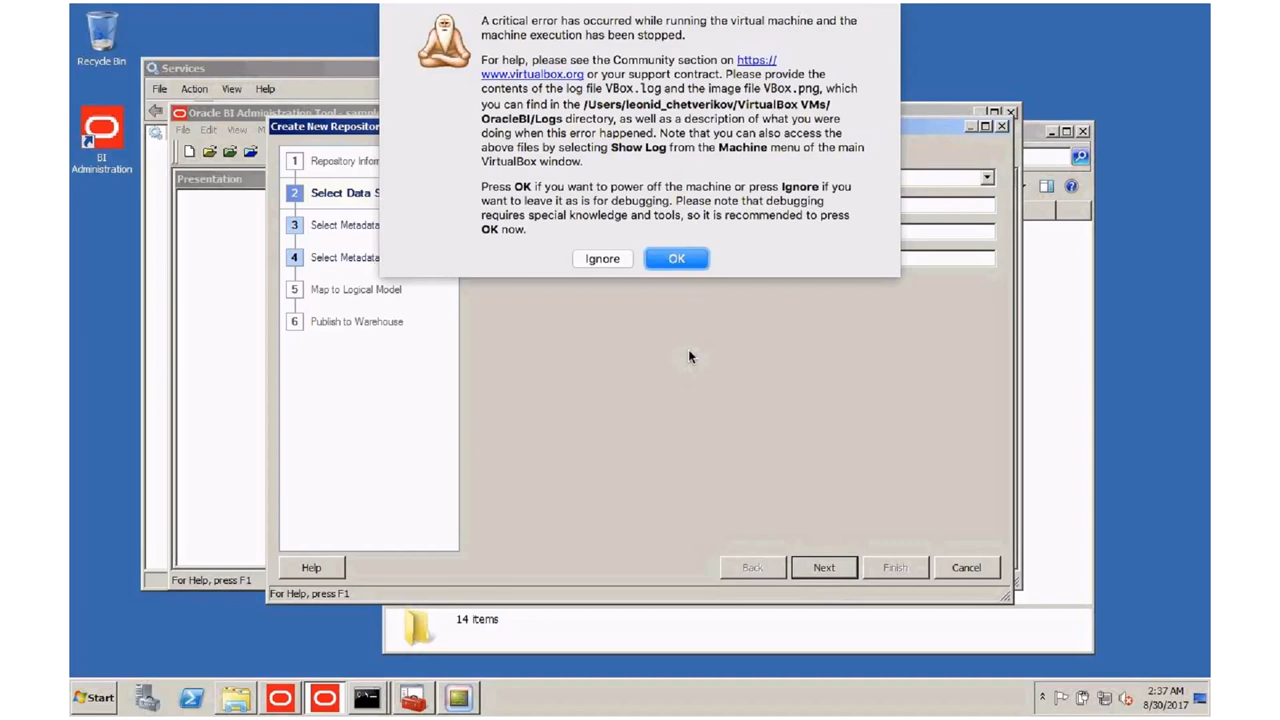 Recycle Bin
BI
Administration
Services
File Action View Help
Oracle BI Administration Tool - sampl
File Edit View M
Presentation
For Help, press F1
Create New Reposito
1 Repository Infor
2 Select Data S
3 Select Metadata
4 Select Metadata
5 Map to Logical Model
6 Publish to Warehouse
A critical error has occurred while running the virtual machine and the
machine execution has been stopped.
For help, please see the Community section on https://
www.virtualbox.org or your support contract. Please provide the
contents of the log file VBox.log and the image file VBox.png, which
you can find in the /Users/leonid_chetverikov/VirtualBox VMs/
OracleBI/Logs directory, as well as a description of what you were
doing when this error happened. Note that you can also access the
above files by selecting Show Log from the Machine menu of the main
VirtualBox window.
Press OK if you want to power off the machine or press Ignore if you
want to leave it as is for debugging. Please note that debugging
requires special knowledge and tools, so it is recommended to press
OK now.
Ignore OK
Help Back Next Finish Cancel
For Help, press F1
14 items
Start
2:37 AM
8/30/2017